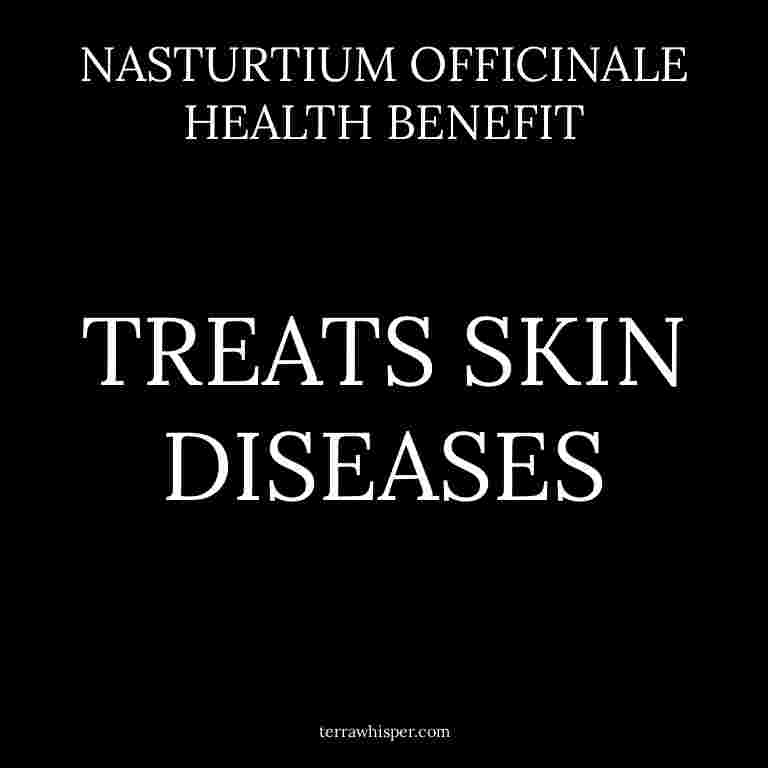 NASTURTIUM OFFICINALE
HEALTH BENEFIT
TREATS SKIN
DISEASES
terrawhisper.com